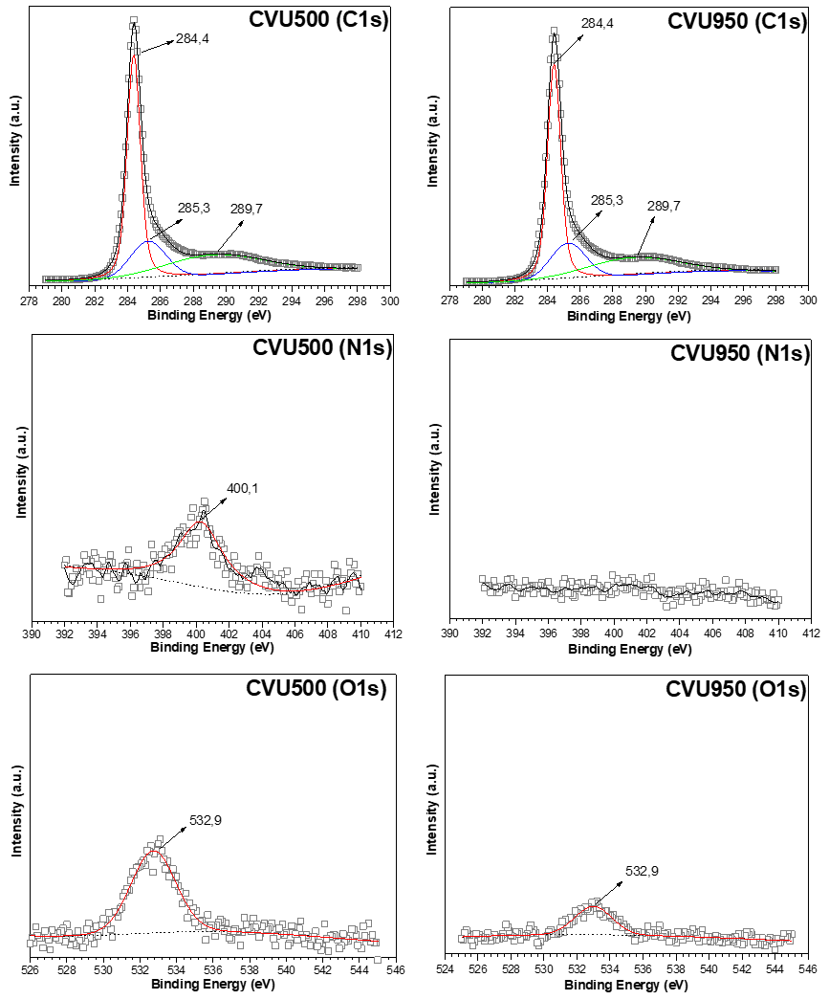 CVU500 (C1s)
284,4
285,3
289,7
Intensity (a.u.)
278 280 282 284 286 288 290 292 294 296 298 300
Binding Energy (eV)
CVU950 (C1s)
284,4
285,3
289,7
Intensity (a.u.)
278 280 282 284 286 288 290 292 294 296 298 300
Binding Energy (eV)
CVU500 (N1s)
400,1
Intensity (a.u.)
390 392 394 396 398 400 402 404 406 408 410 412
Binding Energy (eV)
CVU950 (N1s)
Intensity (a.u.)
390 392 394 396 398 400 402 404 406 408 410 412
Binding Energy (eV)
CVU500 (O1s)
532,9
Intensity (a.u.)
526 528 530 532 534 536 538 540 542 544 546
Binding Energy (eV)
CVU950 (O1s)
532,9
Intensity (a.u.)
524 526 528 530 532 534 536 538 540 542 544 546
Binding Energy (eV)